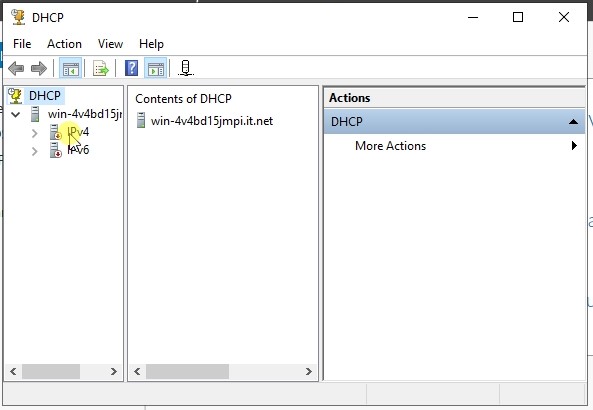 DHCP
File Action View Help
DHCP
win-4v4bd15jr
IPv4
IPv6
Contents of DHCP
win-4v4bd15jmpi.it.net
Actions
DHCP
More Actions